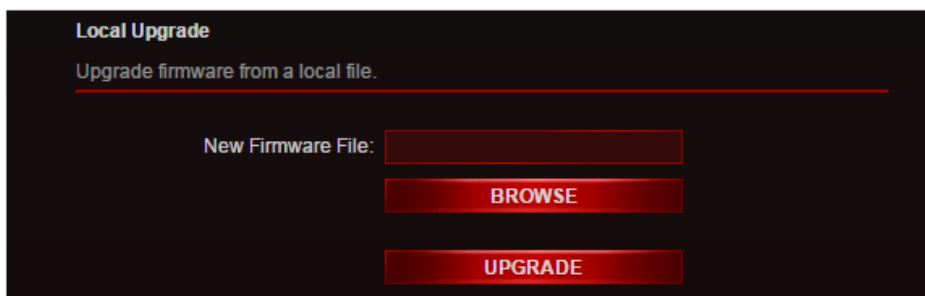 Local Upgrade
Upgrade firmware from a local file.
New Firmware File:
BROWSE
UPGRADE